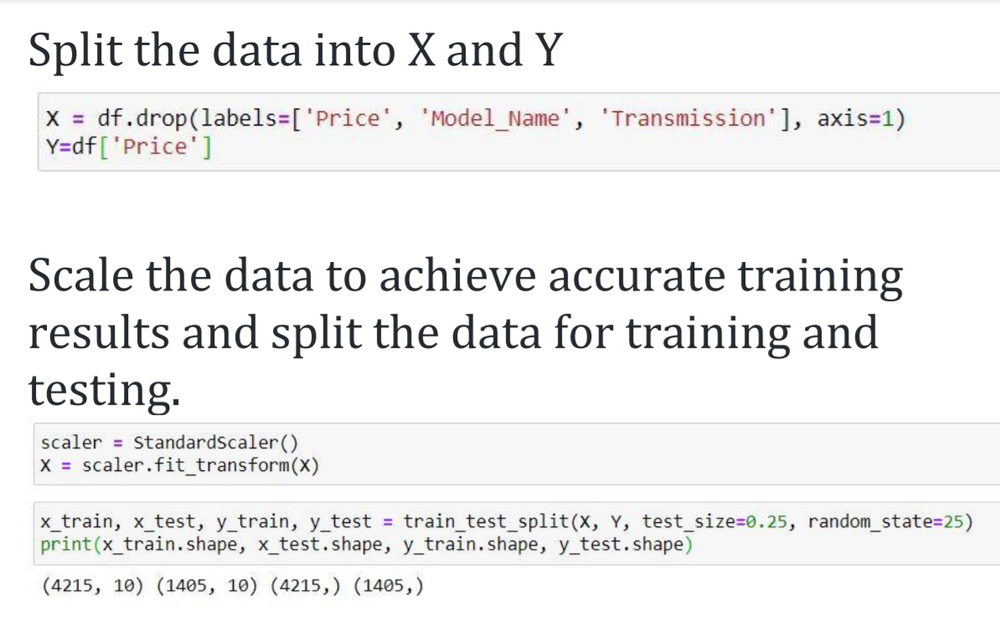 Split the data into X and Y
X = df.drop(labels=['Price', 'Model_Name', 'Transmission'], axis=1)
Y=df['Price']
Scale the data to achieve accurate training
results and split the data for training and
testing.
scaler = StandardScaler()
X = scaler.fit_transform(X)
x_train, x_test, y_train, y_test = train_test_split(X, Y, test_size=0.25, random_state=25)
print(x_train.shape, x_test.shape, y_train.shape, y_test.shape)
(4215, 10) (1405, 10) (4215,) (1405,)